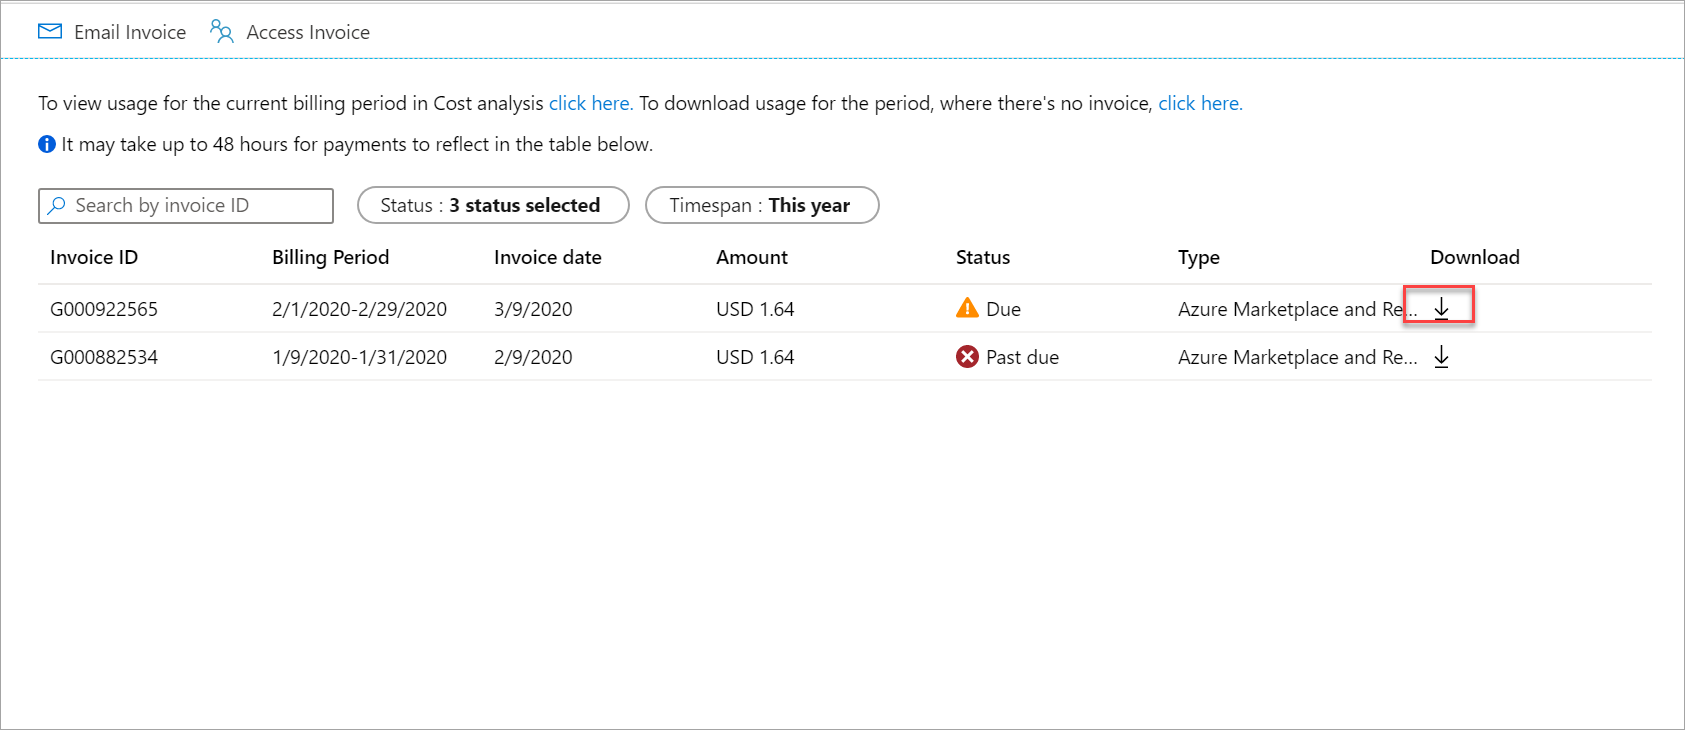 Email Invoice Access Invoice
To view usage for the current billing period in Cost analysis click here. To download usage for the period, where there's no invoice, click here.
It may take up to 48 hours for payments to reflect in the table below.
Search by invoice ID Status : 3 status selected Timespan : This year
Invoice ID Billing Period Invoice date Amount Status Type Download
G000922565 2/1/2020-2/29/2020 3/9/2020 USD 1.64 Due Azure Marketplace and Re...
G000882534 1/9/2020-1/31/2020 2/9/2020 USD 1.64 Past due Azure Marketplace and Re...